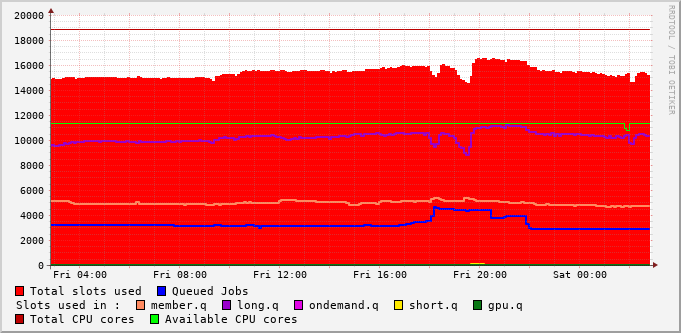 20000
18000
16000
14000
12000
10000
8000
6000
4000
2000
0
Fri 04:00 Fri 08:00 Fri 12:00 Fri 16:00 Fri 20:00 Sat 00:00
Total slots used Queued Jobs
Slots used in : member.q long.q ondemand.q short.q gpu.q
Total CPU cores Available CPU cores
RRDTOOL / TOBI OETIKER